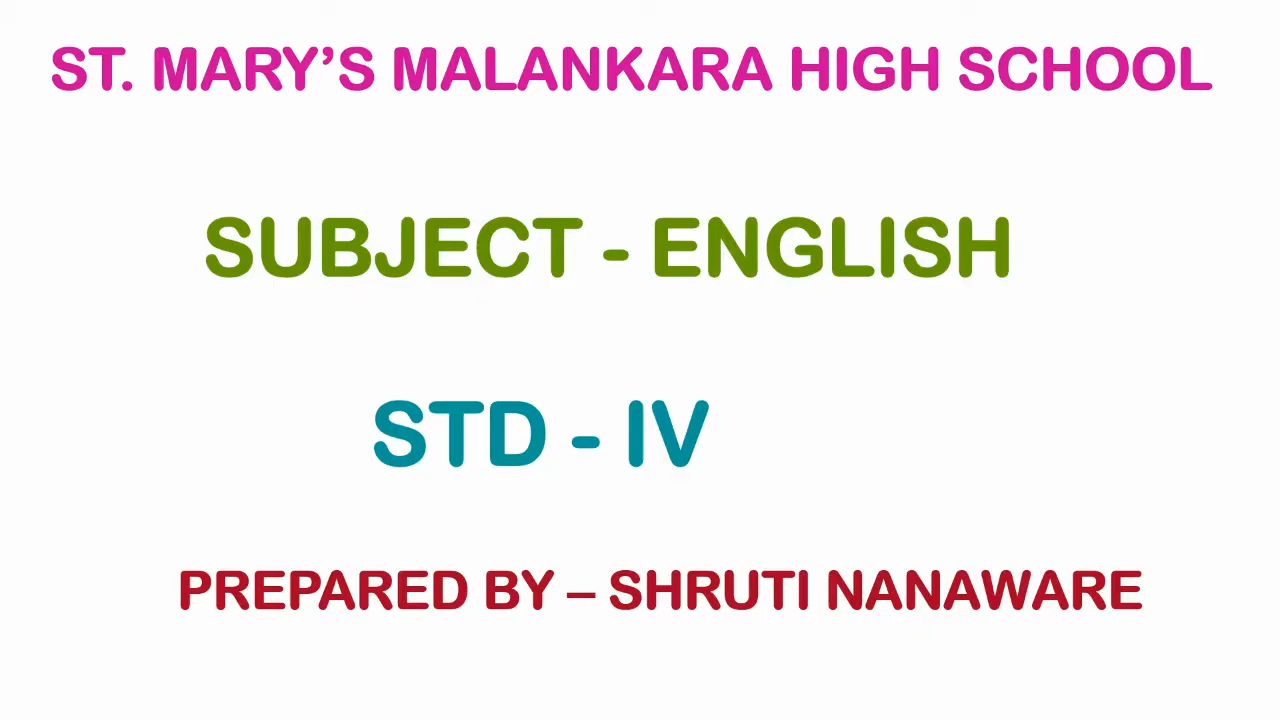 ST. MARY’S MALANKARA HIGH SCHOOL
SUBJECT - ENGLISH
STD - IV
PREPARED BY – SHRUTI NANAWARE